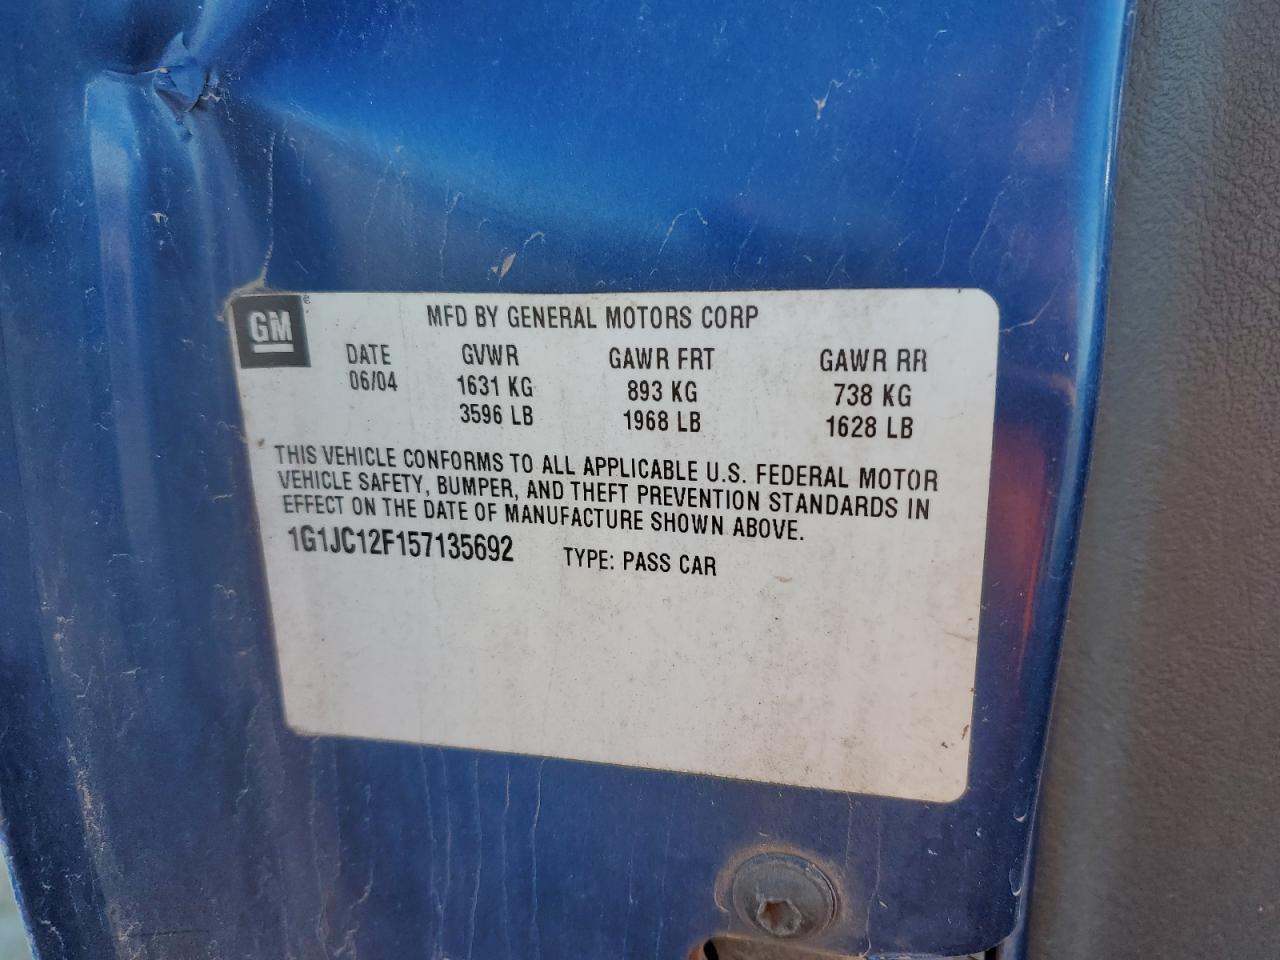 GM®
MFD BY GENERAL MOTORS CORP
DATE GVWR GAWR FRT GAWR RR
06/04 1631 KG 893 KG 738 KG
3596 LB 1968 LB 1628 LB
THIS VEHICLE CONFORMS TO ALL APPLICABLE U.S. FEDERAL MOTOR
VEHICLE SAFETY, BUMPER, AND THEFT PREVENTION STANDARDS IN
EFFECT ON THE DATE OF MANUFACTURE SHOWN ABOVE.
1G1JC12F157135692 TYPE: PASS CAR